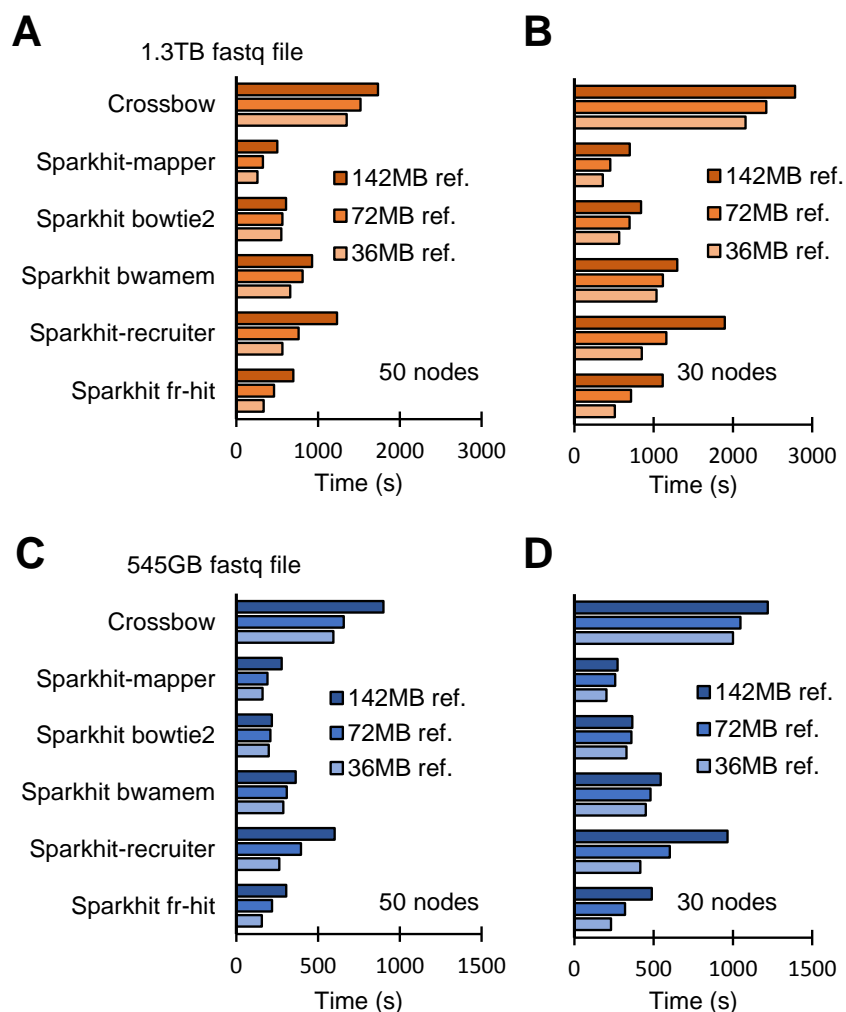 A
B
1.3TB fastq file
Crossbow
Sparkhit-mapper
Sparkhit bowtie2
Sparkhit bwamem
Sparkhit-recruiter
Sparkhit fr-hit
142MB ref.
72MB ref.
36MB ref.
50 nodes
0 1000 2000 3000
Time (s)
142MB ref.
72MB ref.
36MB ref.
30 nodes
0 1000 2000 3000
Time (s)
C
D
545GB fastq file
Crossbow
Sparkhit-mapper
Sparkhit bowtie2
Sparkhit bwamem
Sparkhit-recruiter
Sparkhit fr-hit
142MB ref.
72MB ref.
36MB ref.
50 nodes
0 500 1000 1500
Time (s)
142MB ref.
72MB ref.
36MB ref.
30 nodes
0 500 1000 1500
Time (s)